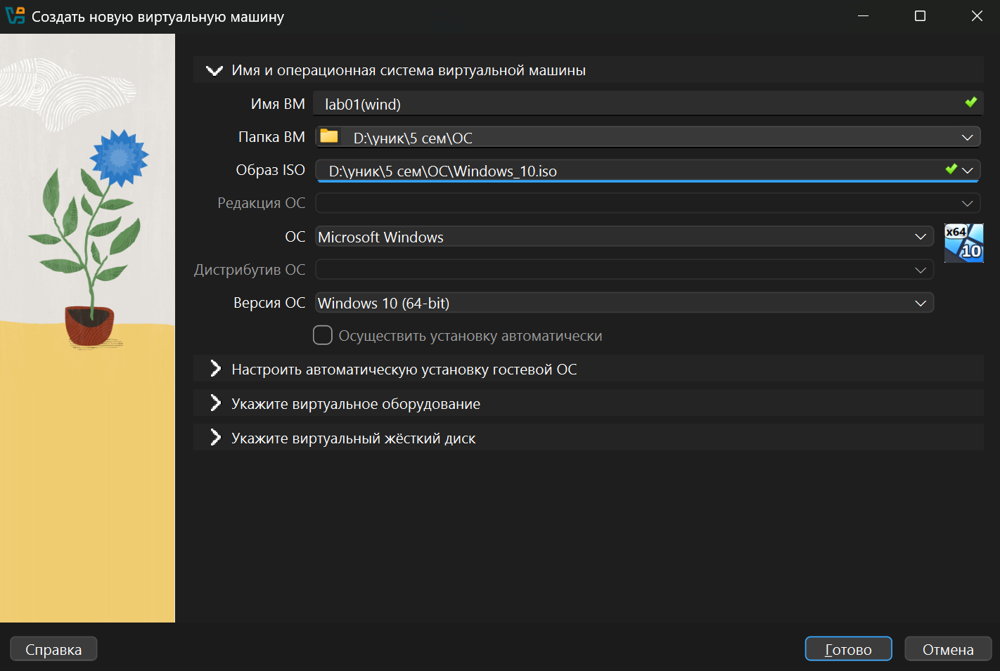 Создать новую виртуальную машину
Имя и операционная система виртуальной машины
Имя ВМ lab01(wind)
Папка ВМ D:\уник\5 сем\ОС
Образ ISO D:\уник\5 сем\ОС\Windows_10.iso
Редакция ОС
ОС Microsoft Windows x64 10
Дистрибутив ОС
Версия ОС Windows 10 (64-bit)
Осуществить установку автоматически
Настроить автоматическую установку гостевой ОС
Укажите виртуальное оборудование
Укажите виртуальный жёсткий диск
Справка Готово Отмена